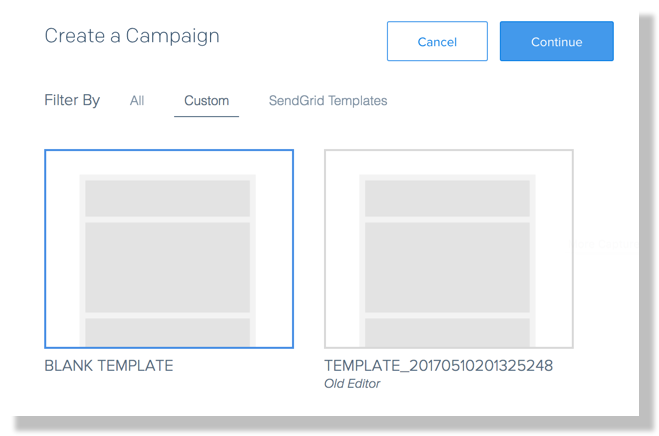 Create a Campaign
Cancel
Continue
Filter By
All
Custom
SendGrid Templates
BLANK TEMPLATE
TEMPLATE_20170510201325248
Old Editor